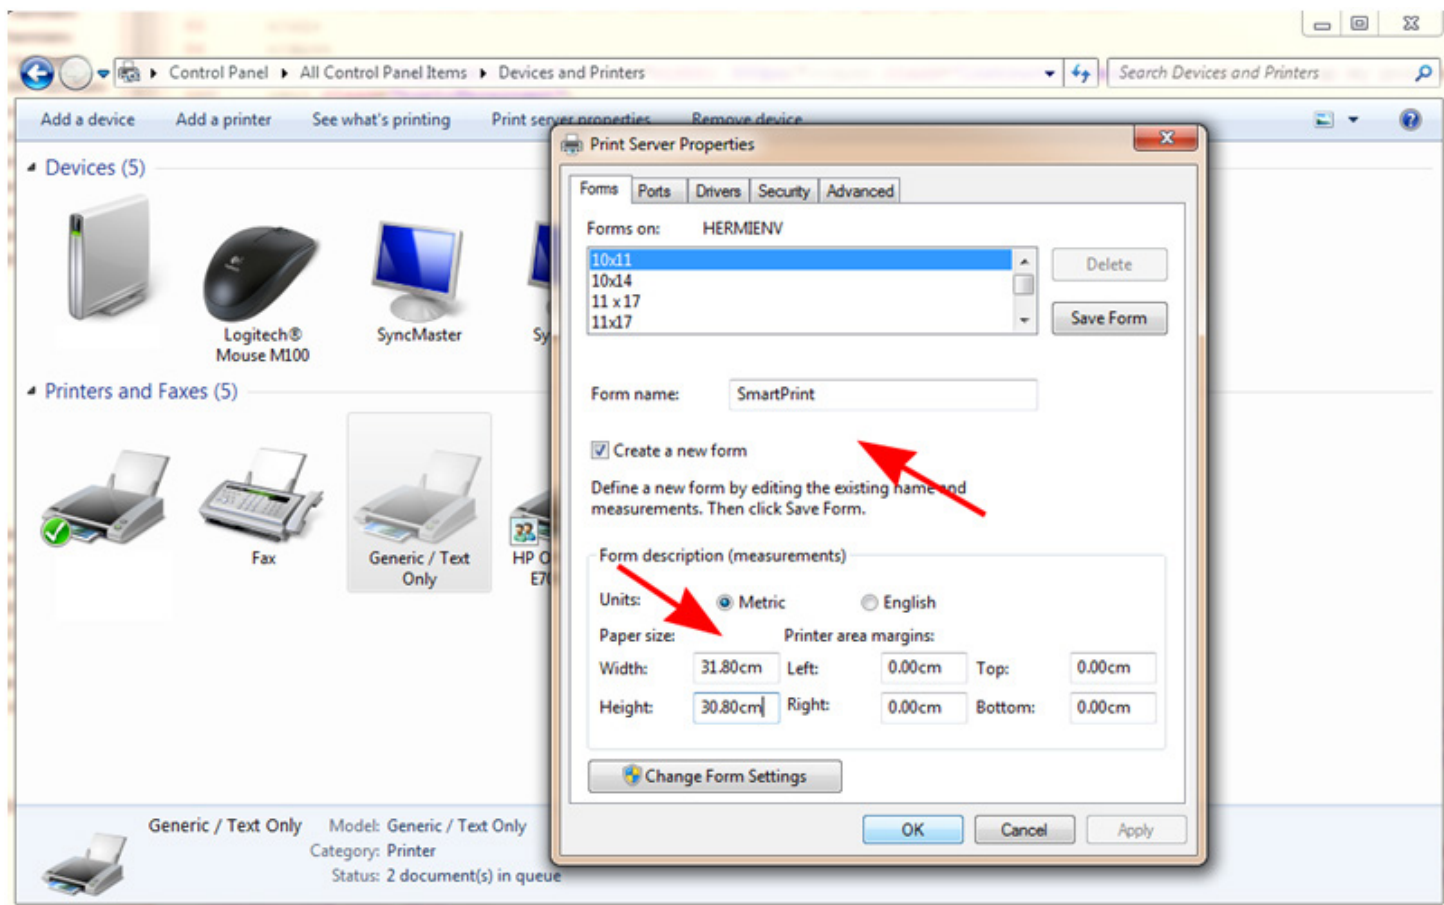 Control Panel All Control Panel Items Devices and Printers
Search Devices and Printers
Add a device Add a printer See what's printing Print server properties Remove device
Devices (5)
Logitech®
Mouse M100
SyncMaster
Sy
Printers and Faxes (5)
Fax
Generic / Text
Only
HP O
E7
Generic / Text Only Model: Generic / Text Only
Category: Printer
Status: 2 document(s) in queue
Print Server Properties
Forms Ports Drivers Security Advanced
Forms on: HERMIENV
10x11
10x14
11 x 17
11x17
Delete
Save Form
Form name: SmartPrint
Create a new form
Define a new form by editing the existing name and
measurements. Then click Save Form.
Form description (measurements)
Units: Metric English
Paper size: Printer area margins:
Width: 31.80cm Left: 0.00cm Top: 0.00cm
Height: 30.80cm Right: 0.00cm Bottom: 0.00cm
Change Form Settings
OK Cancel Apply